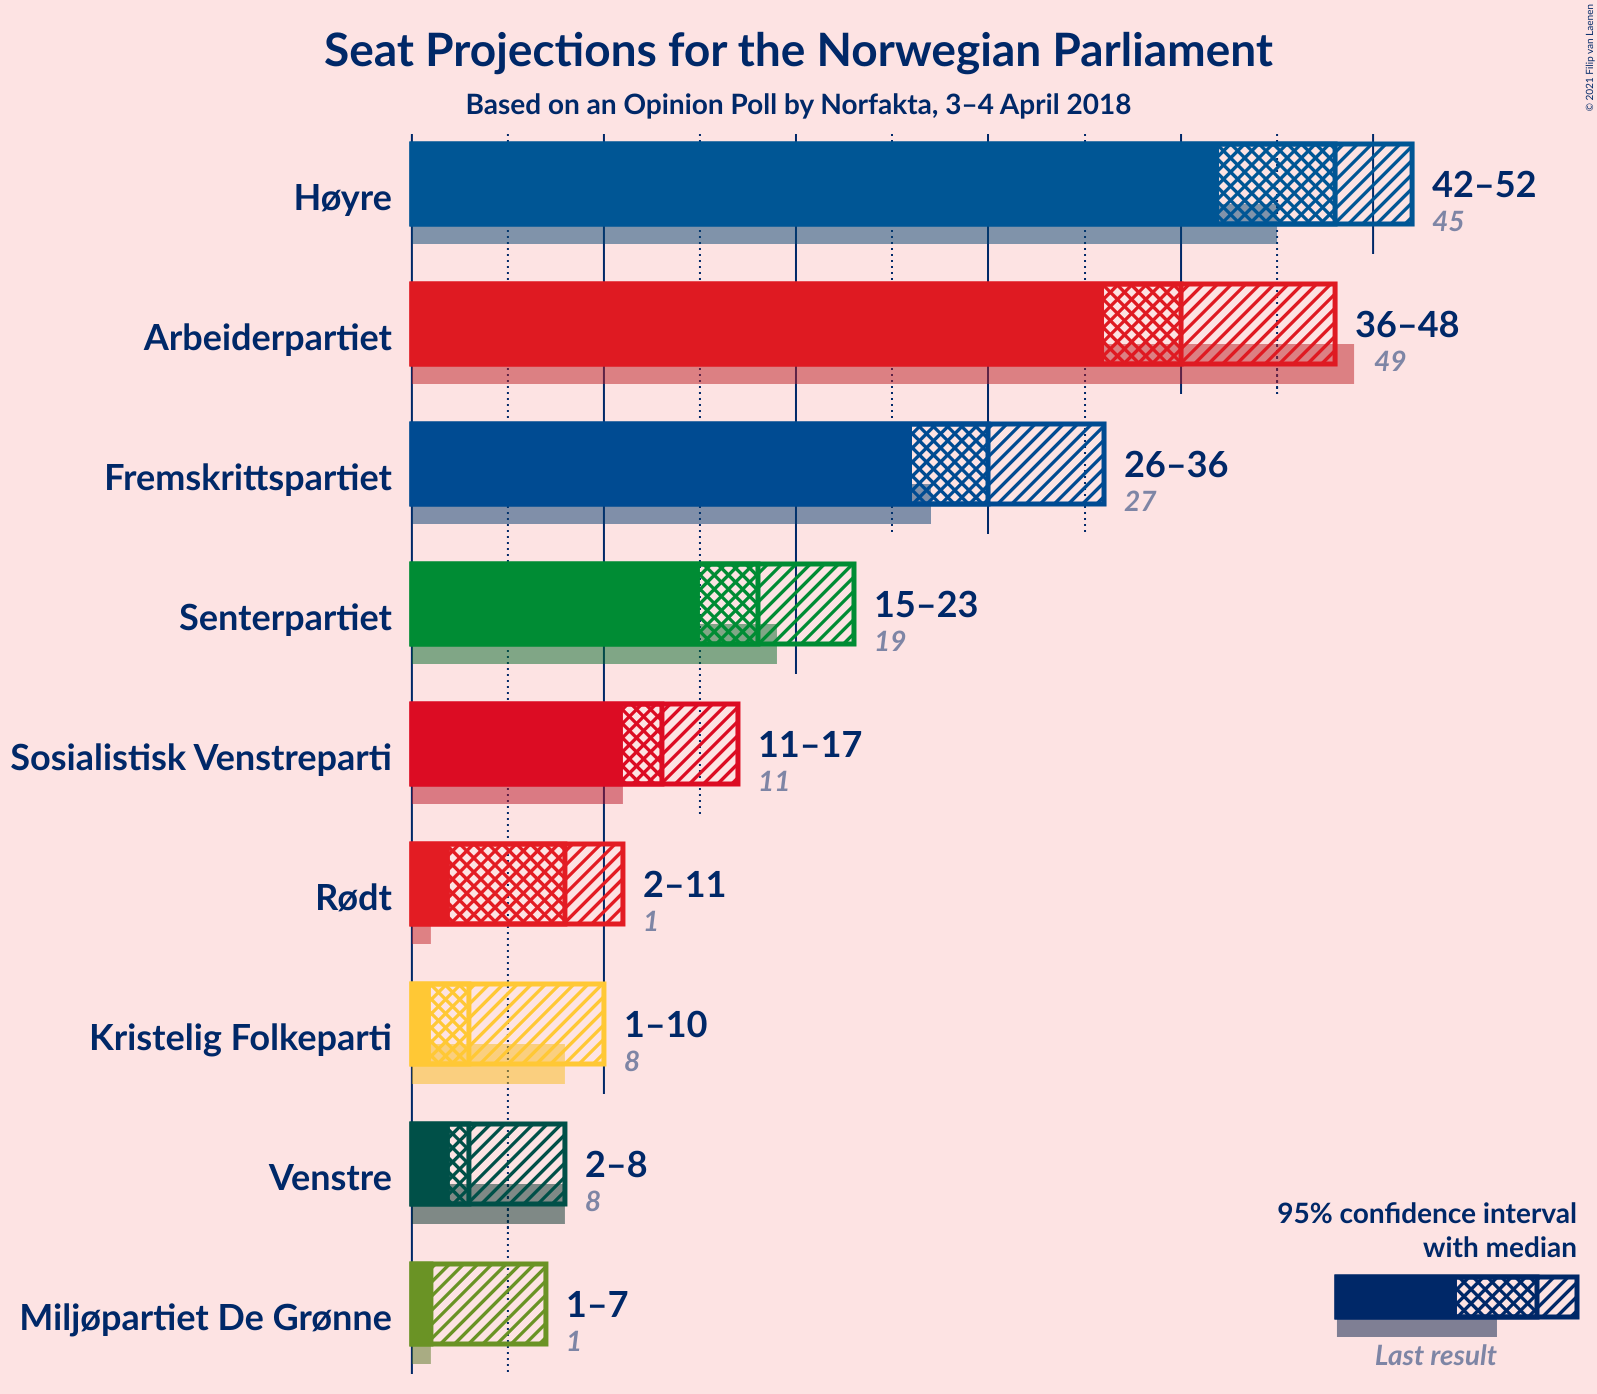 Seat Projections for the Norwegian Parliament
Based on an Opinion Poll by Norfakta, 3–4 April 2018
© 2021 Filip van Laenen
Høyre
42–52
45
Arbeiderpartiet
36–48
49
Fremskrittspartiet
26–36
27
Senterpartiet
15–23
19
Sosialistisk Venstreparti
11–17
11
Rødt
2–11
1
Kristelig Folkeparti
1–10
8
Venstre
2–8
8
Miljøpartiet De Grønne
1–7
1
95% confidence interval
with median
Last result